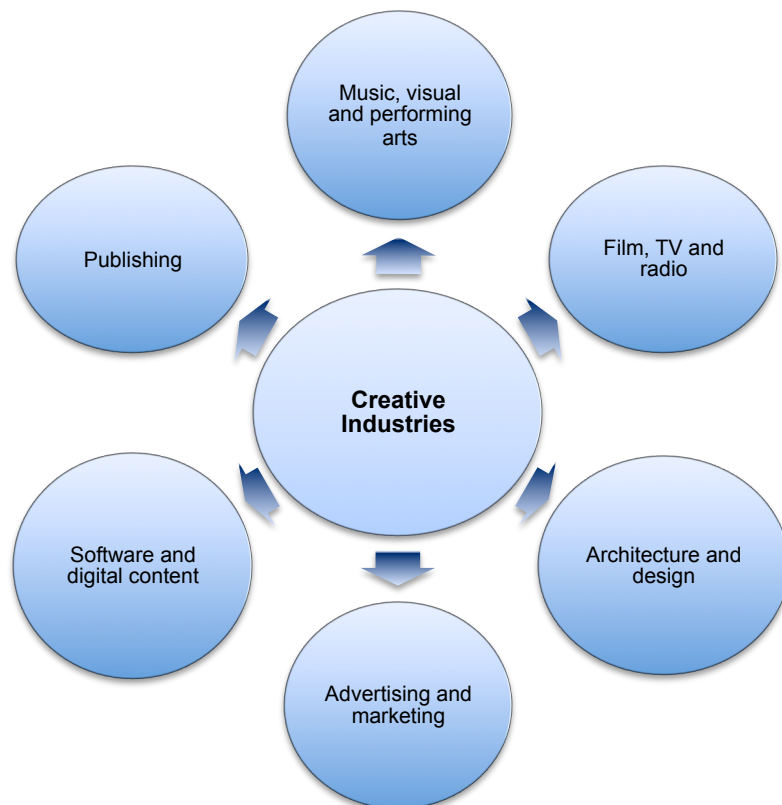 Music, visual
and performing
arts
Publishing
Film, TV and
radio
Creative
Industries
Software and
digital content
Architecture and
design
Advertising and
marketing